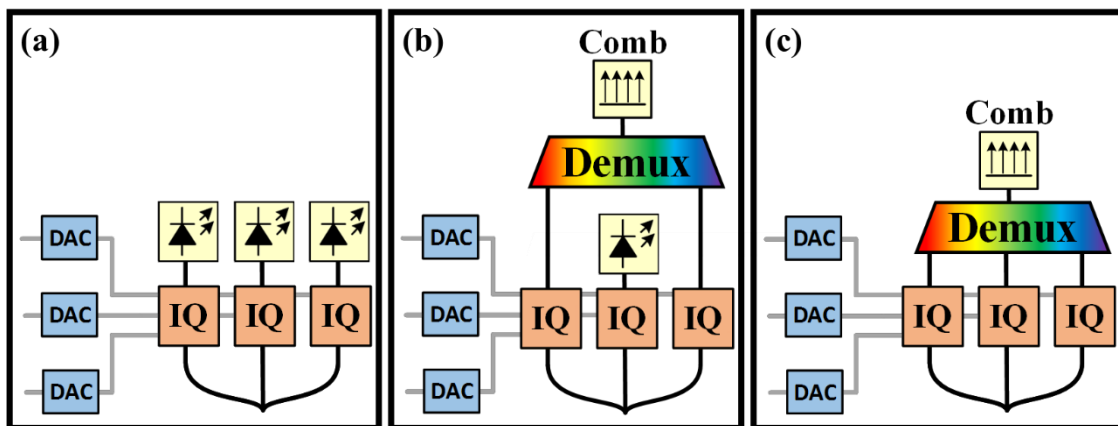 (a)
DAC
DAC
DAC
IQ IQ IQ
(b)
Comb
Demux
DAC
DAC
DAC
IQ IQ IQ
(c)
Comb
Demux
DAC
DAC
DAC
IQ IQ IQ